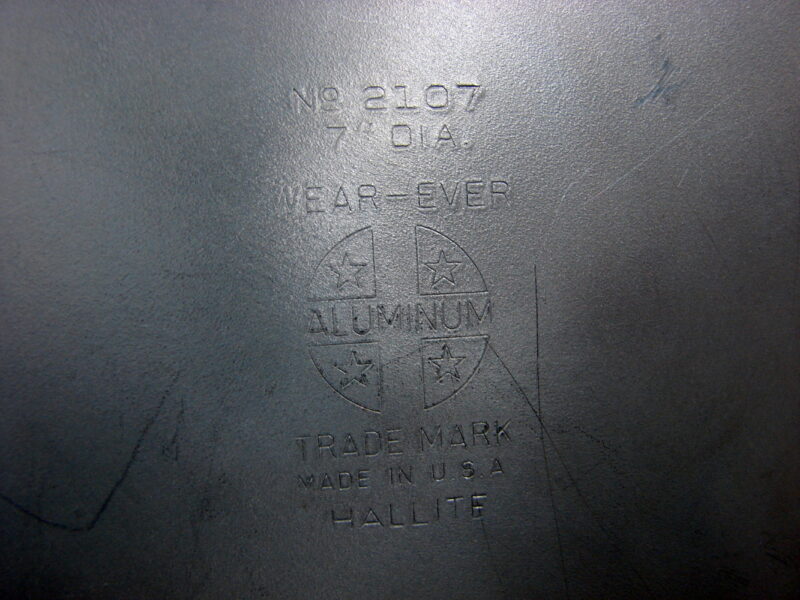 No 2107
7" DIA.
WEAR-EVER
ALUMINUM
TRADE MARK
MADE IN U.S.A
HALLITE